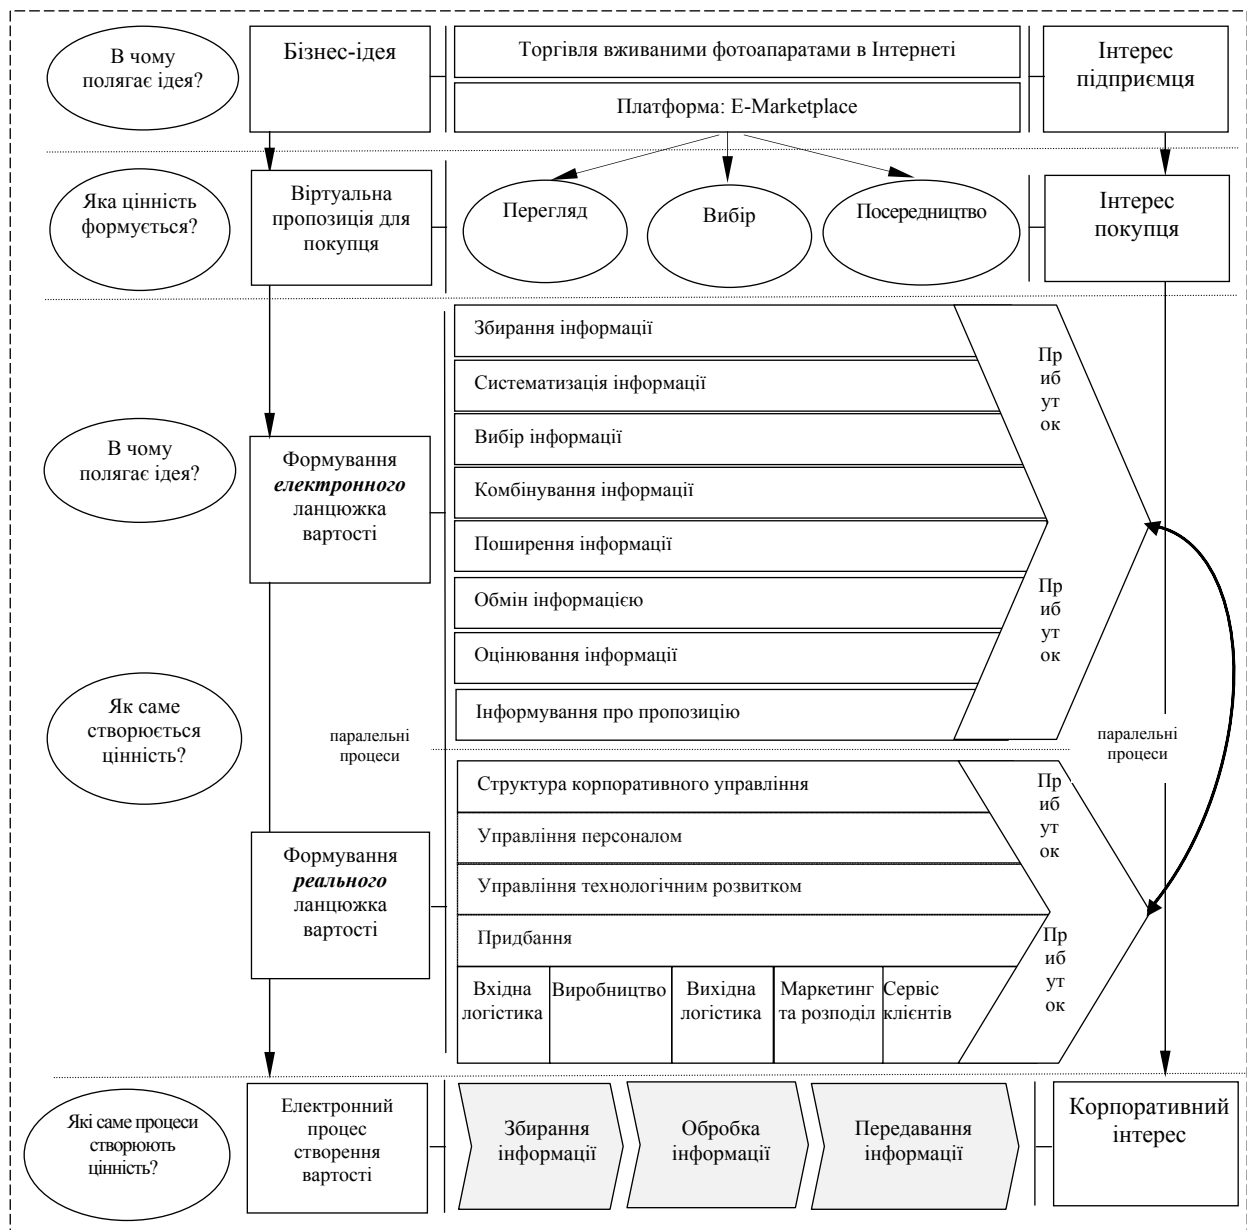 В чому
полягає ідея?
Бізнес-ідея
Торгівля вживаними фотоапаратами в Інтернеті
Платформа: E-Marketplace
Інтерес
підприємця
Яка цінність
формується?
Віртуальна
пропозиція для
покупця
Перегляд
Вибір
Посередництво
Інтерес
покупця
В чому
полягає ідея?
Формування
електронного
ланцюжка
вартості
Збирання інформації
Систематизація інформації
Вибір інформації
Комбінування інформації
Поширення інформації
Обмін інформацією
Оцінювання інформації
Інформування про пропозицію
Пр
иб
ут
ок
Пр
иб
ут
ок
Як саме
створюється
цінність?
паралельні
процеси
паралельні
процеси
Формування
реального
ланцюжка
вартості
Структура корпоративного управління
Управління персоналом
Управління технологічним розвитком
Придбання
Вхідна
логістика
Виробництво
Вихідна
логістика
Маркетинг
та розподіл
Сервіс
клієнтів
Пр
иб
ут
ок
Пр
иб
ут
ок
Які саме процеси
створюють
цінність?
Електронний
процес
створення
вартості
Збирання
інформації
Обробка
інформації
Передавання
інформації
Корпоративний
інтерес